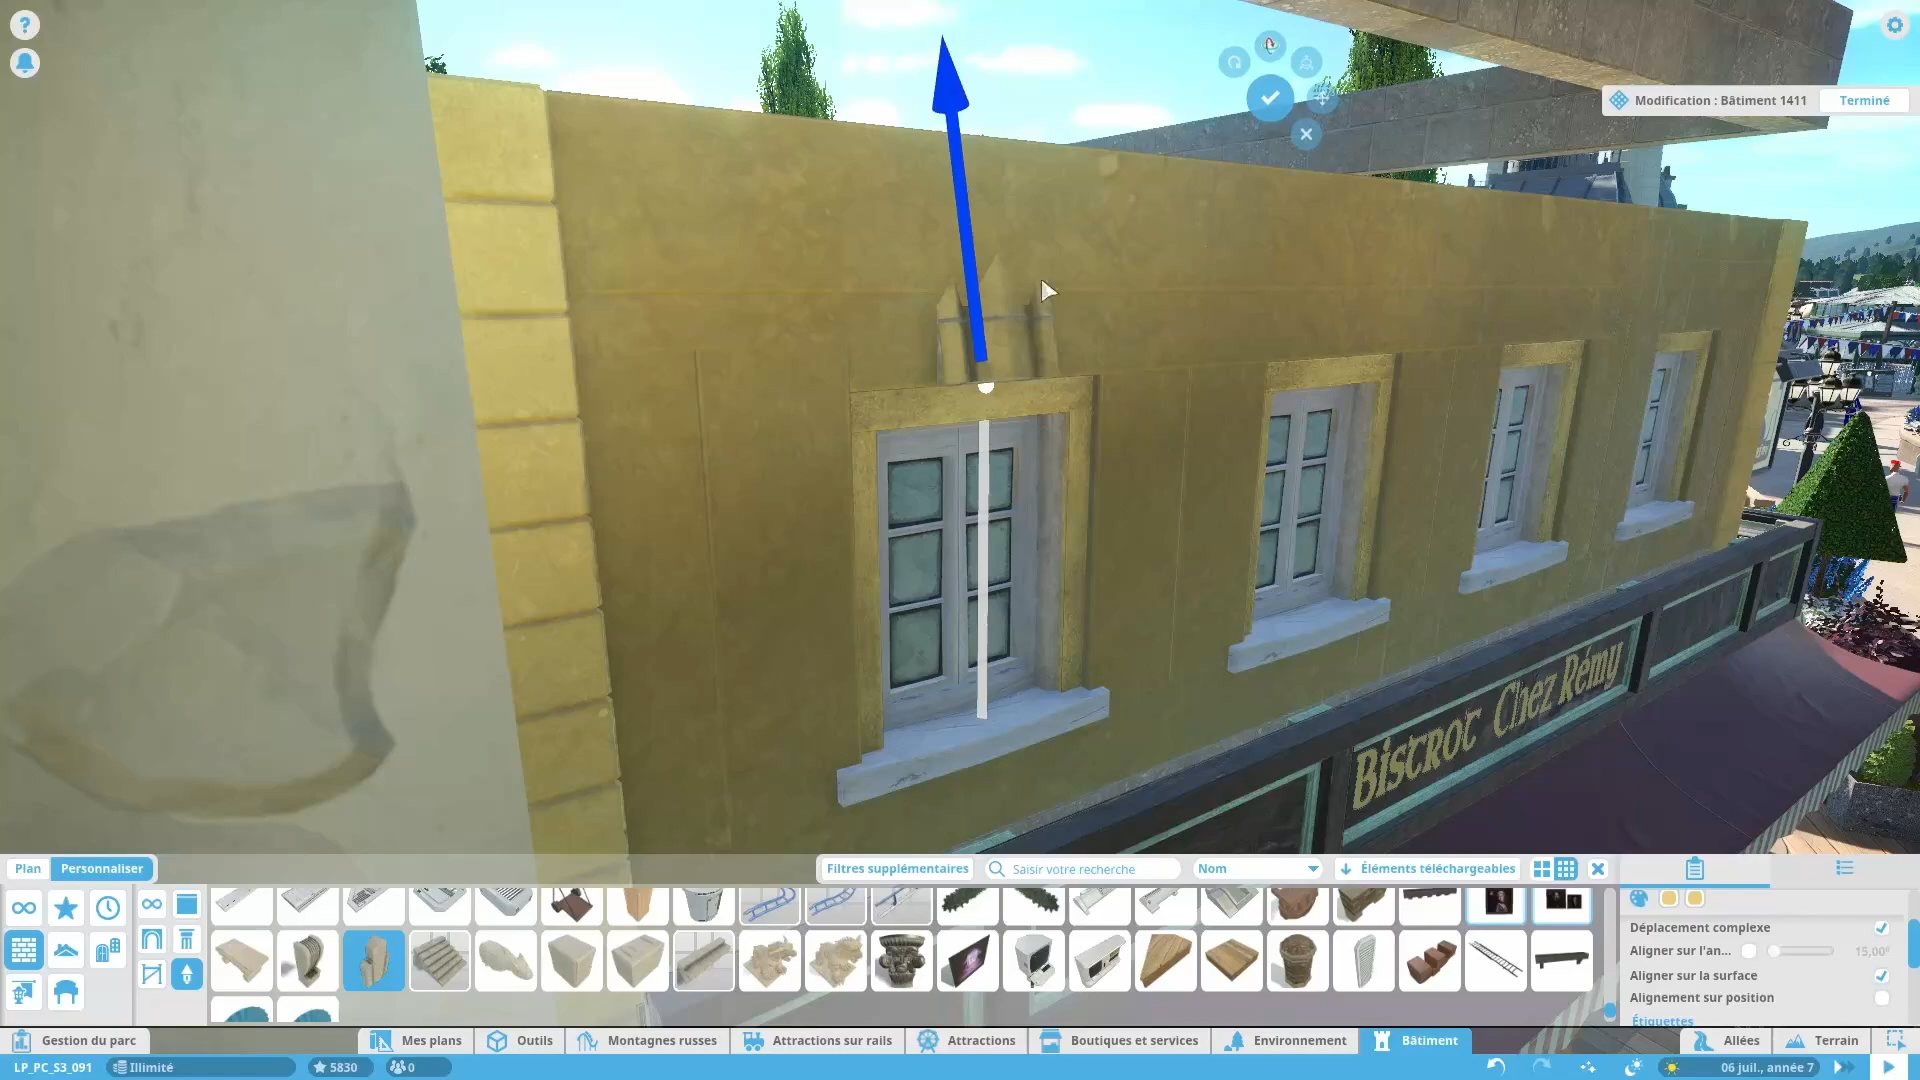 Modification : Bâtiment 1411
Terminé
Bistrot Chez Rémy
Plan
Personnaliser
Filtres supplémentaires
Saisir votre recherche
Nom
Éléments téléchargeables
Déplacement complexe
Aligner sur l'an...
15,00°
Aligner sur la surface
Alignement sur position
Étiquettes
Gestion du parc
Mes plans
Outils
Montagnes russes
Attractions sur rails
Attractions
Boutiques et services
Environnement
Bâtiment
Allées
Terrain
LP_PC_S3_091
Illimité
5830
0
06 juil., année 7